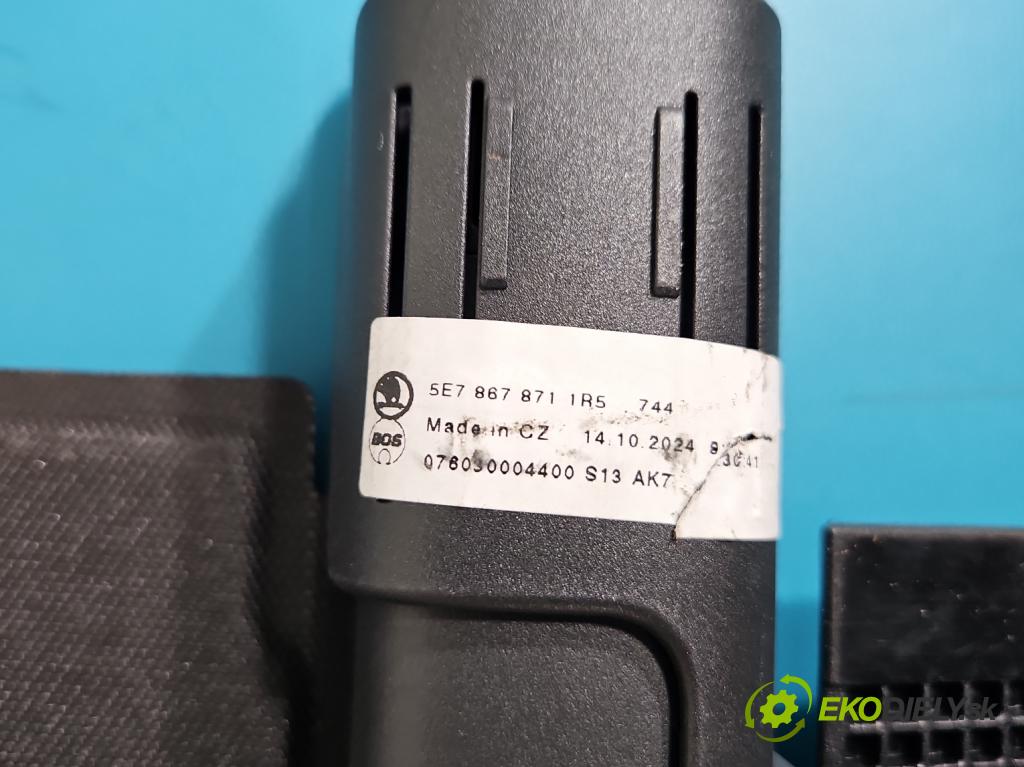 5E7 867 871 1R5 744
Made in CZ 14.10.2024
BOS
076030004400 S13 AK7
EKODIELY.sk